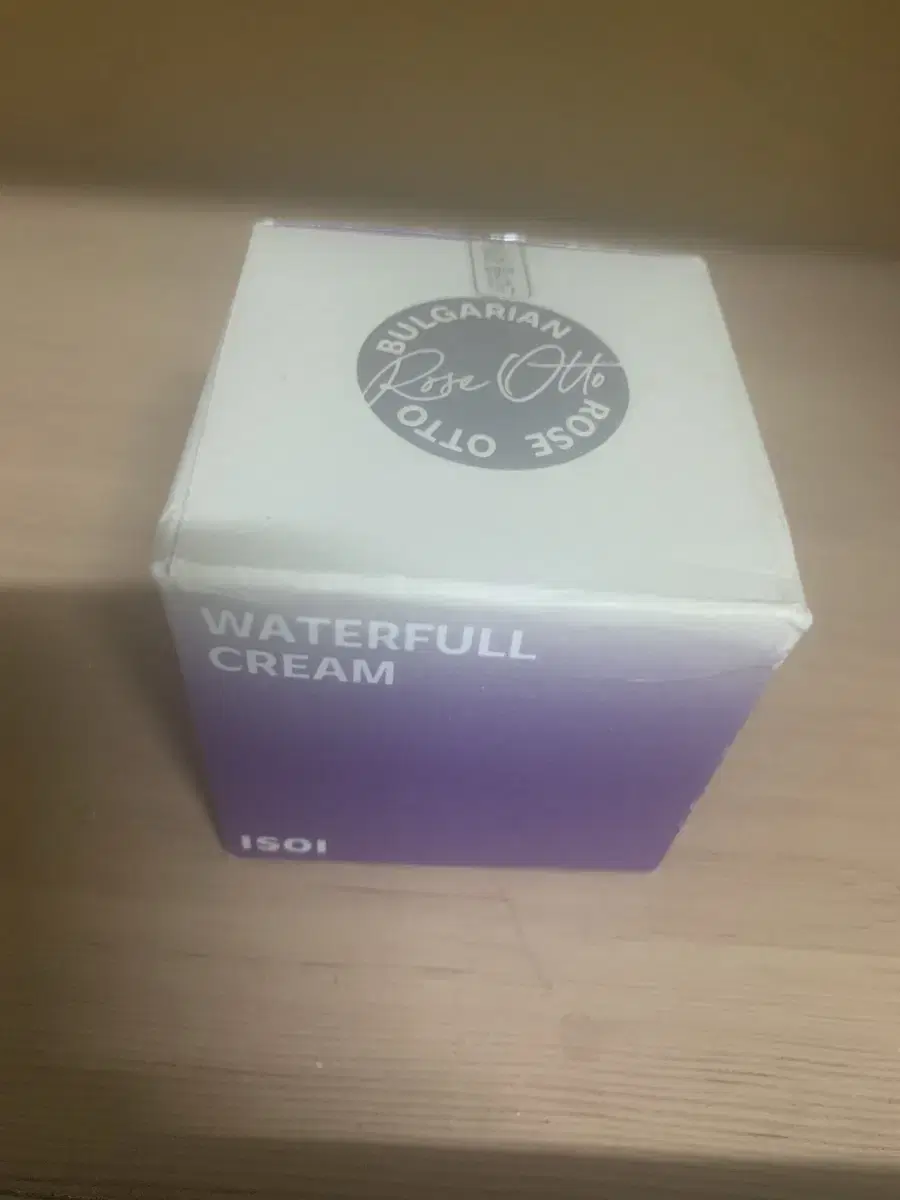 BULGARIAN
Rose Otto
ROSE OTTO
WATERFULL
CREAM
ISOI